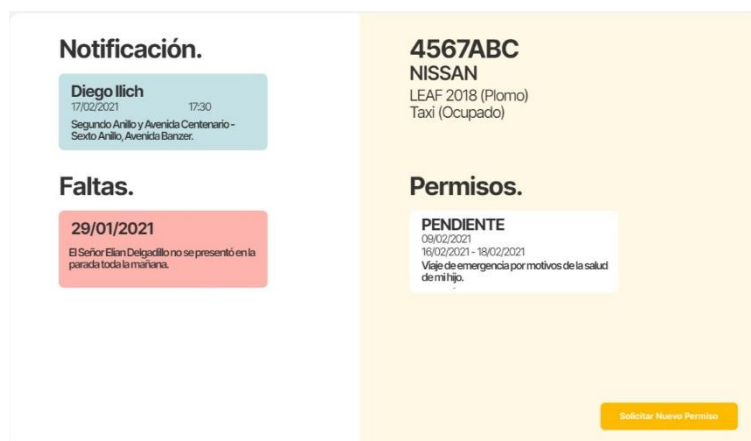 Notificación.
Diego Ilich
17/02/2021 17:30
Segundo Anillo y Avenida Centenario -
Sexto Anillo, Avenida Banzer.
Faltas.
29/01/2021
El Señor Elian Delgadillo no se presentó en la
parada toda la mañana.
4567ABC
NISSAN
LEAF 2018 (Plomo)
Taxi (Ocupado)
Permisos.
PENDIENTE
09/02/2021
16/02/2021 - 18/02/2021
Viaje de emergencia por motivos de la salud
de mi hijo.
Solicitar Nuevo Permiso